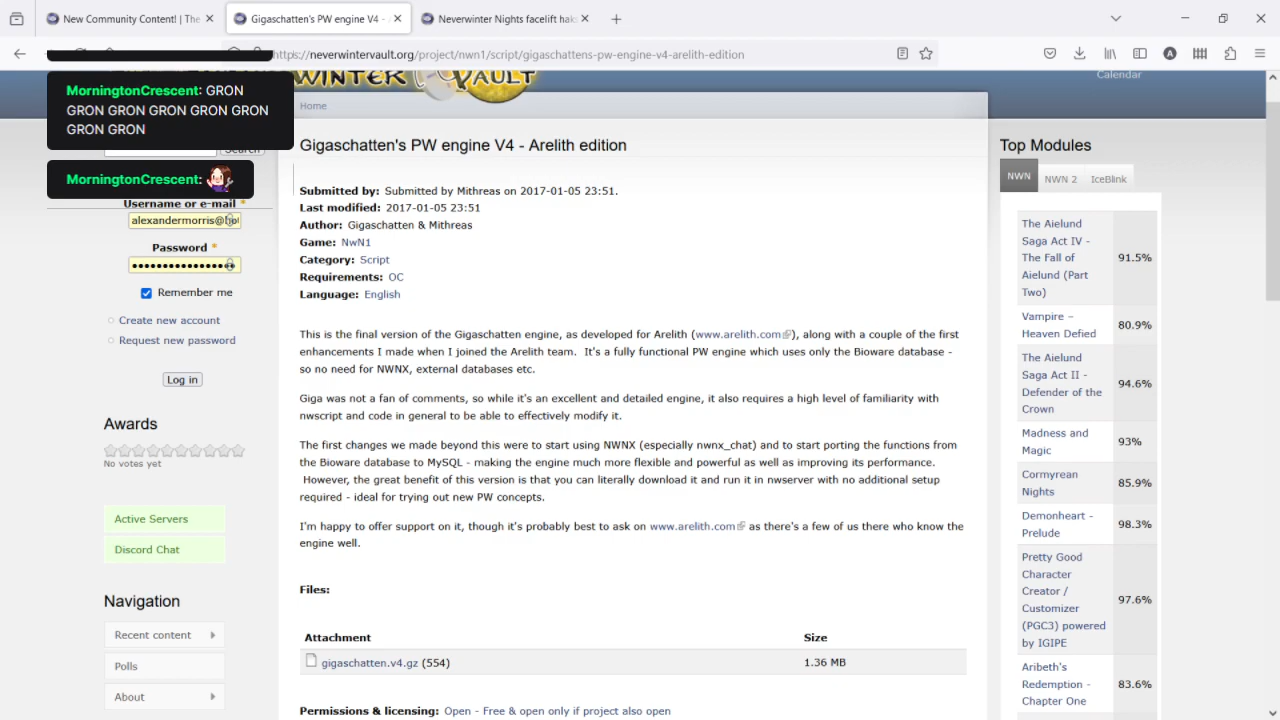 New Community Content! | The
Gigaschatten's PW engine V4 -
Neverwinter Nights facelift hak
https://neverwintervault.org/project/nwn1/script/gigaschattens-pw-engine-v4-arelith-edition
WINTER VAULT
Calendar
MorningtonCrescent: GRON
GRON GRON GRON GRON GRON
GRON GRON
MorningtonCrescent:
Home
Search
Username or e-mail *
alexandermorris@ho
Password *
Remember me
Create new account
Request new password
Log in
Awards
No votes yet
Active Servers
Discord Chat
Navigation
Recent content
Polls
About
Gigaschatten's PW engine V4 - Arelith edition
Submitted by: Submitted by Mithreas on 2017-01-05 23:51.
Last modified: 2017-01-05 23:51
Author: Gigaschatten & Mithreas
Game: NwN1
Category: Script
Requirements: OC
Language: English
This is the final version of the Gigaschatten engine, as developed for Arelith (www.arelith.com), along with a couple of the first
enhancements I made when I joined the Arelith team. It's a fully functional PW engine which uses only the Bioware database -
so no need for NWNX, external databases etc.
Giga was not a fan of comments, so while it's an excellent and detailed engine, it also requires a high level of familiarity with
nwscript and code in general to be able to effectively modify it.
The first changes we made beyond this were to start using NWNX (especially nwnx_chat) and to start porting the functions from
the Bioware database to MySQL - making the engine much more flexible and powerful as well as improving its performance.
However, the great benefit of this version is that you can literally download it and run it in nwserver with no additional setup
required - ideal for trying out new PW concepts.
I'm happy to offer support on it, though it's probably best to ask on www.arelith.com as there's a few of us there who know the
engine well.
Files:
Attachment Size
gigaschatten.v4.gz (554) 1.36 MB
Permissions & licensing: Open - Free & open only if project also open
Top Modules
NWN NWN 2 IceBlink
The Aielund
Saga Act IV -
The Fall of
Aielund (Part
Two)
91.5%
Vampire -
Heaven Defied
80.9%
The Aielund
Saga Act II -
Defender of the
Crown
94.6%
Madness and
Magic
93%
Cormyrean
Nights
85.9%
Demonheart -
Prelude
98.3%
Pretty Good
Character
Creator /
Customizer
(PGC3) powered
by IGIPE
97.6%
Aribeth's
Redemption -
Chapter One
83.6%